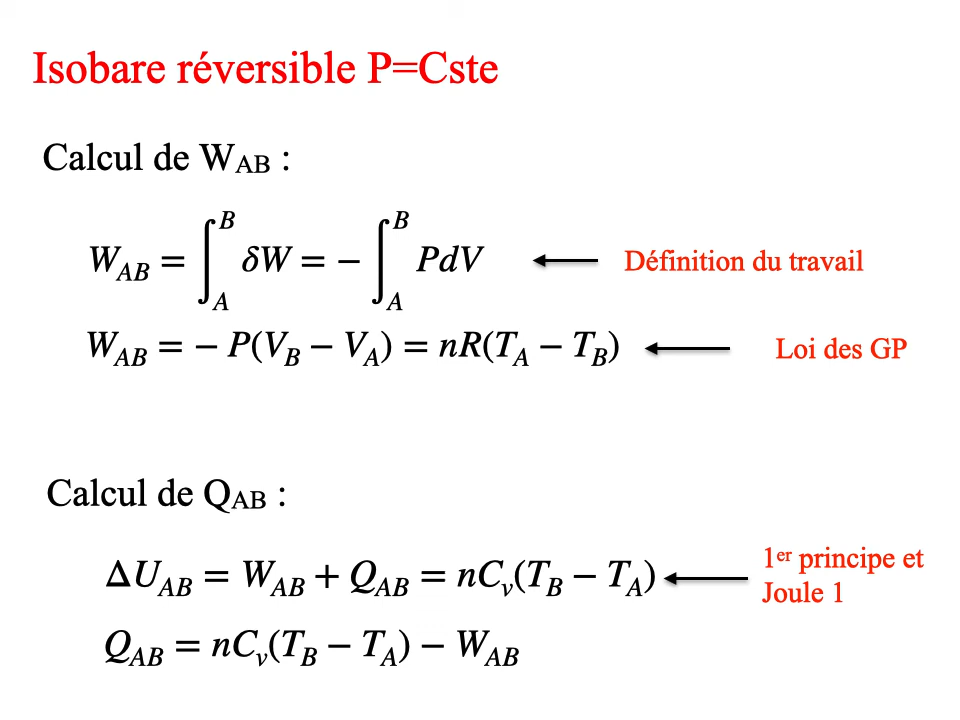 Isobare réversible P=Cste
Calcul de W_AB :
W_AB = ∫_A^B δW = − ∫_A^B PdV
Définition du travail
W_AB = − P(V_B − V_A) = nR(T_A − T_B)
Loi des GP
Calcul de Q_AB :
ΔU_AB = W_AB + Q_AB = nC_v(T_B − T_A)
1er principe et
Joule 1
Q_AB = nC_v(T_B − T_A) − W_AB